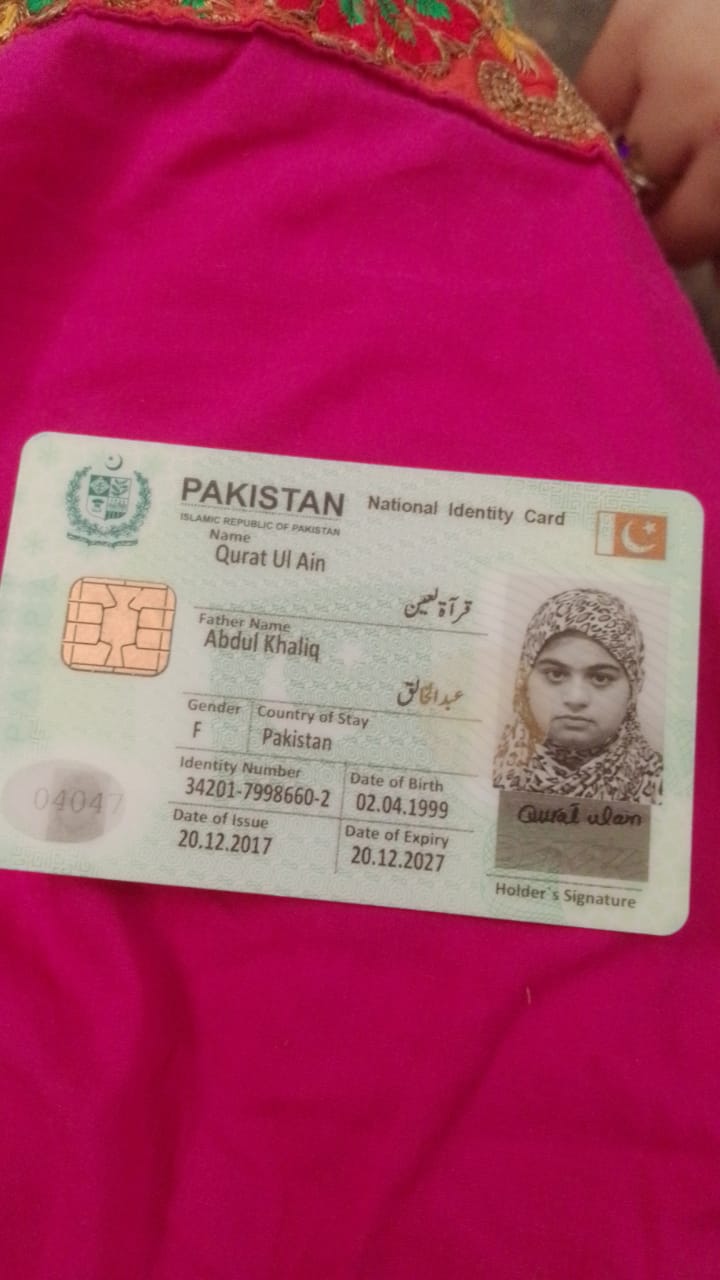 PAKISTAN National Identity Card
ISLAMIC REPUBLIC OF PAKISTAN
Name
Qurat Ul Ain
قرآة لعین
Father Name
Abdul Khaliq
عبدالخالق
Gender Country of Stay
F Pakistan
Identity Number Date of Birth
34201-7998660-2 02.04.1999
Date of Issue Date of Expiry
20.12.2017 20.12.2027
04047
Qurat ulain
Holder`s Signature